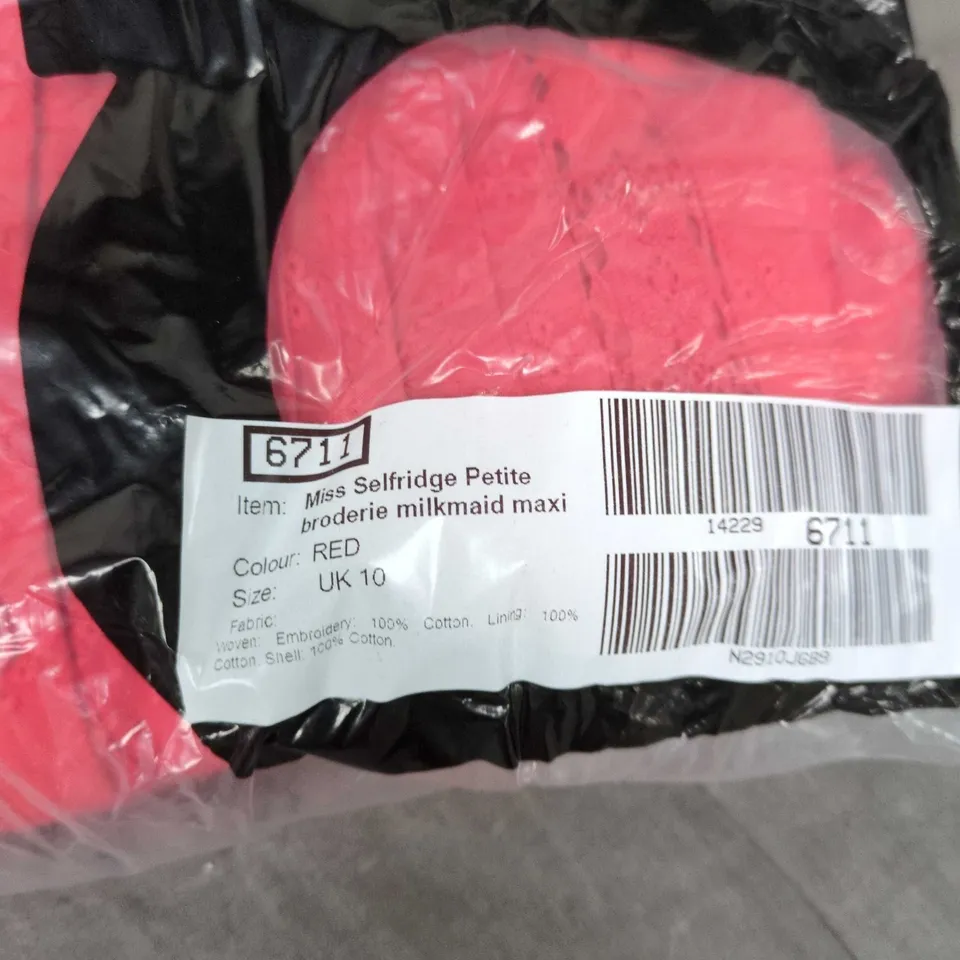 6711
Item: Miss Selfridge Petite
broderie milkmaid maxi
Colour: RED
Size: UK 10
Fabric:
Woven: Embroidery: 100% Cotton. Lining: 100%
Cotton. Shell: 100% Cotton.
14229 6711
N2910J689